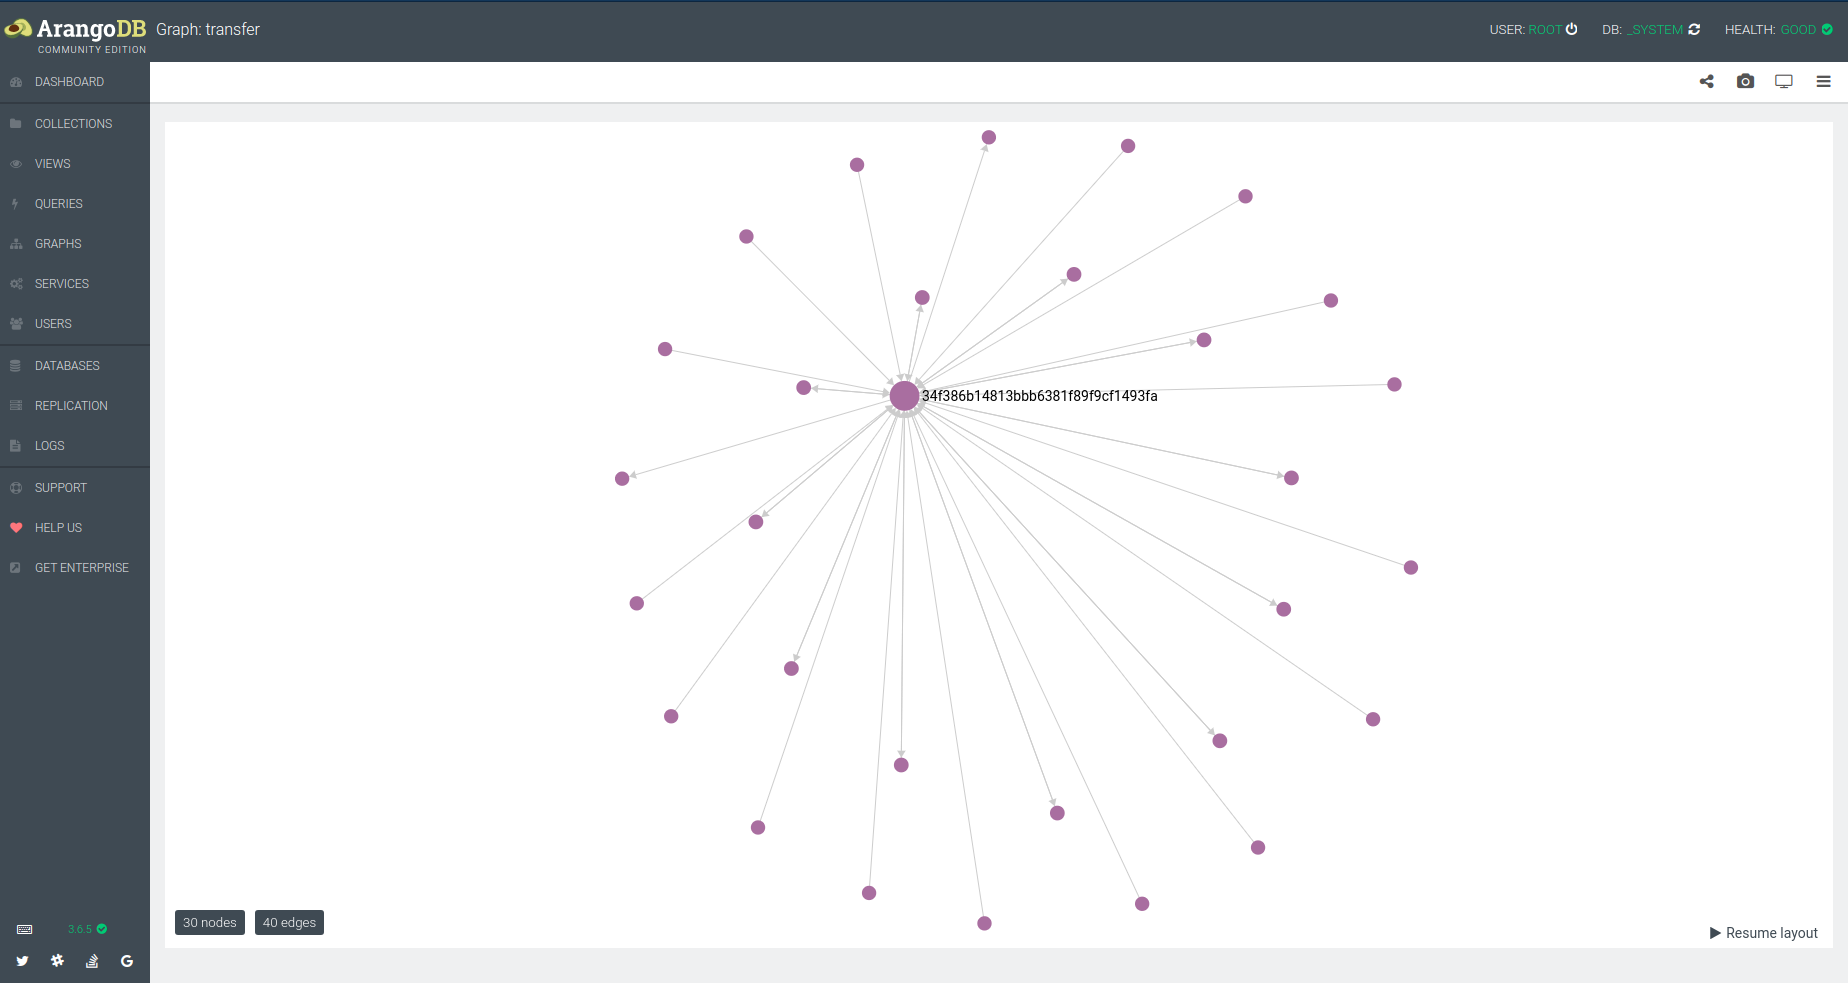 ArangoDB
COMMUNITY EDITION
Graph: transfer
USER: ROOT
DB: _SYSTEM
HEALTH: GOOD
DASHBOARD
COLLECTIONS
VIEWS
QUERIES
GRAPHS
SERVICES
USERS
DATABASES
REPLICATION
LOGS
SUPPORT
HELP US
GET ENTERPRISE
3.6.5
34f386b14813bbb6381f89f9cf1493fa
30 nodes
40 edges
Resume layout